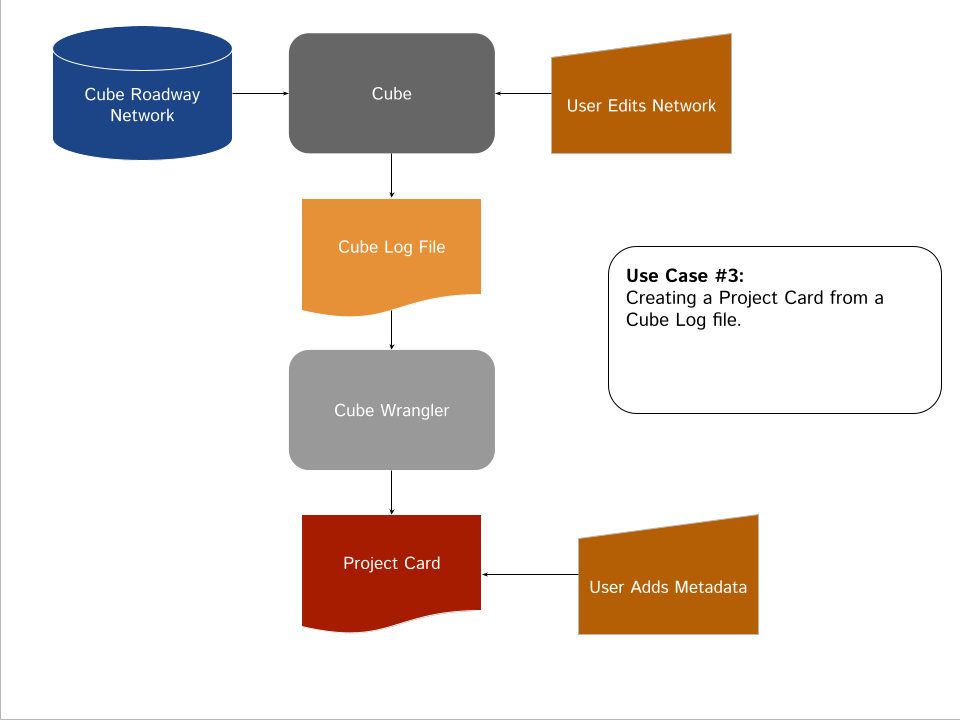 Cube Roadway
Network
Cube
User Edits Network
Cube Log File
Use Case #3:
Creating a Project Card from a
Cube Log file.
Cube Wrangler
Project Card
User Adds Metadata